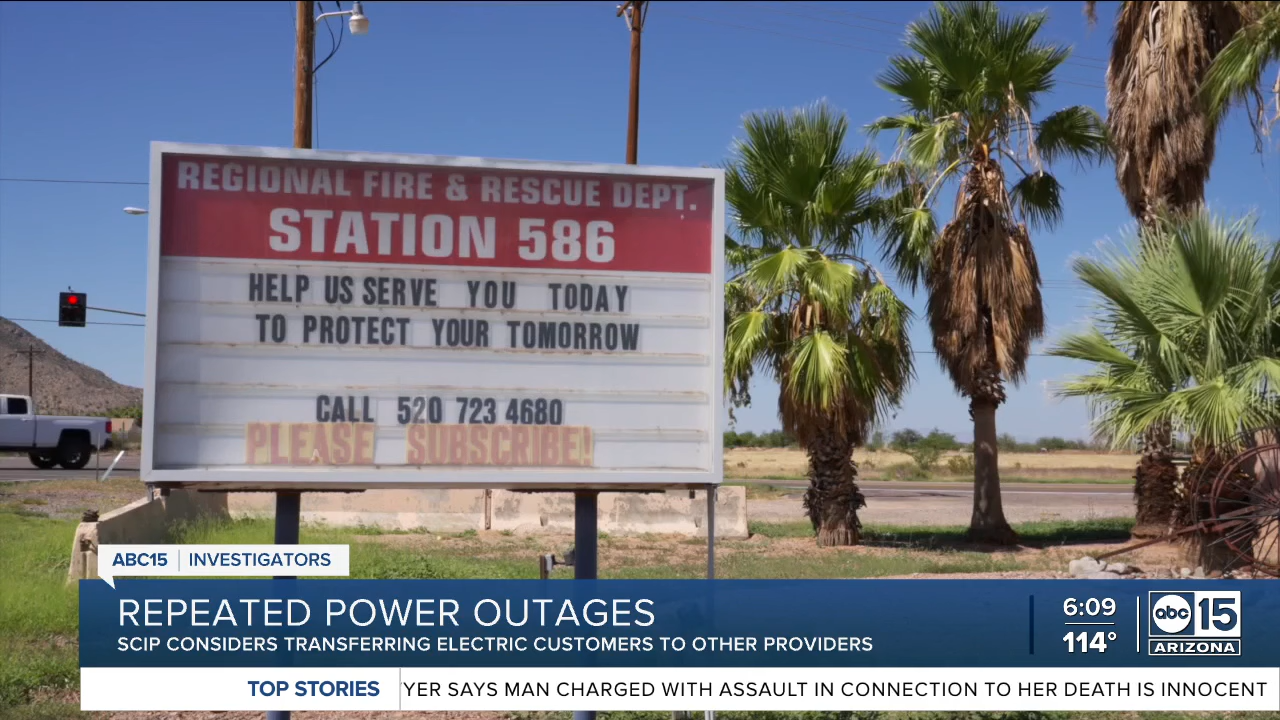 REGIONAL FIRE & RESCUE DEPT.
STATION 586
HELP US SERVE YOU TODAY
TO PROTECT YOUR TOMORROW
CALL 520 723 4680
PLEASE SUBSCRIBE!
ABC15 INVESTIGATORS
REPEATED POWER OUTAGES
SCIP CONSIDERS TRANSFERRING ELECTRIC CUSTOMERS TO OTHER PROVIDERS
6:09
114°
abc 15
ARIZONA
TOP STORIES YER SAYS MAN CHARGED WITH ASSAULT IN CONNECTION TO HER DEATH IS INNOCENT